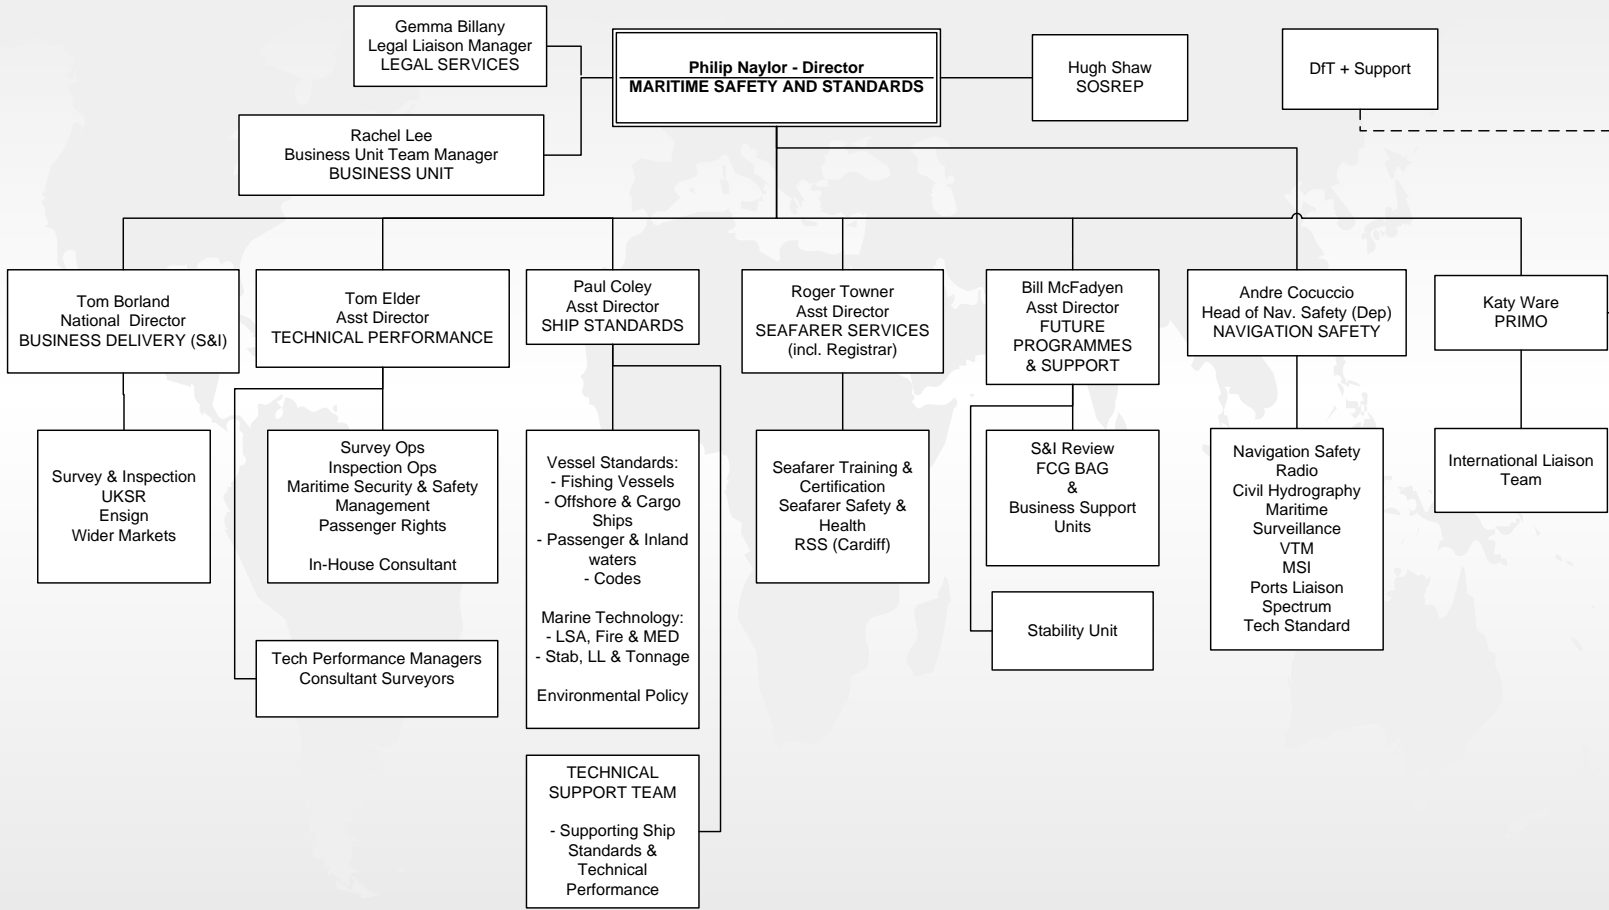 Gemma Billany
Legal Liaison Manager
LEGAL SERVICES
Philip Naylor - Director
MARITIME SAFETY AND STANDARDS
Hugh Shaw
SOSREP
DfT + Support
Rachel Lee
Business Unit Team Manager
BUSINESS UNIT
Tom Borland
National Director
BUSINESS DELIVERY (S&I)
Tom Elder
Asst Director
TECHNICAL PERFORMANCE
Paul Coley
Asst Director
SHIP STANDARDS
Roger Towner
Asst Director
SEAFARER SERVICES
(incl. Registrar)
Bill McFadyen
Asst Director
FUTURE
PROGRAMMES
& SUPPORT
Andre Cocuccio
Head of Nav. Safety (Dep)
NAVIGATION SAFETY
Katy Ware
PRIMO
Survey & Inspection
UKSR
Ensign
Wider Markets
Survey Ops
Inspection Ops
Maritime Security & Safety
Management
Passenger Rights
In-House Consultant
Vessel Standards:
- Fishing Vessels
- Offshore & Cargo
Ships
- Passenger & Inland
waters
- Codes
Marine Technology:
- LSA, Fire & MED
- Stab, LL & Tonnage
Environmental Policy
Seafarer Training &
Certification
Seafarer Safety &
Health
RSS (Cardiff)
S&I Review
FCG BAG
&
Business Support
Units
Navigation Safety
Radio
Civil Hydrography
Maritime
Surveillance
VTM
MSI
Ports Liaison
Spectrum
Tech Standard
International Liaison
Team
Stability Unit
Tech Performance Managers
Consultant Surveyors
TECHNICAL
SUPPORT TEAM
- Supporting Ship
Standards &
Technical
Performance